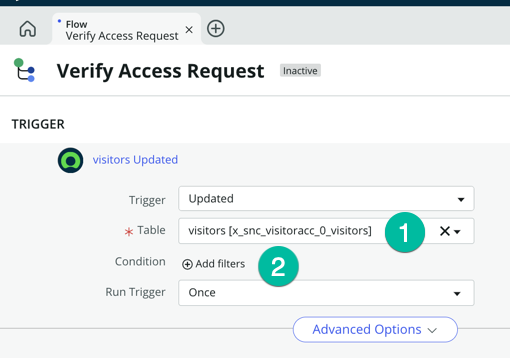 Flow
Verify Access Request
Verify Access Request Inactive
TRIGGER
visitors Updated
Trigger Updated
* Table visitors [x_snc_visitoracc_0_visitors] 1
Condition Add filters 2
Run Trigger Once
Advanced Options